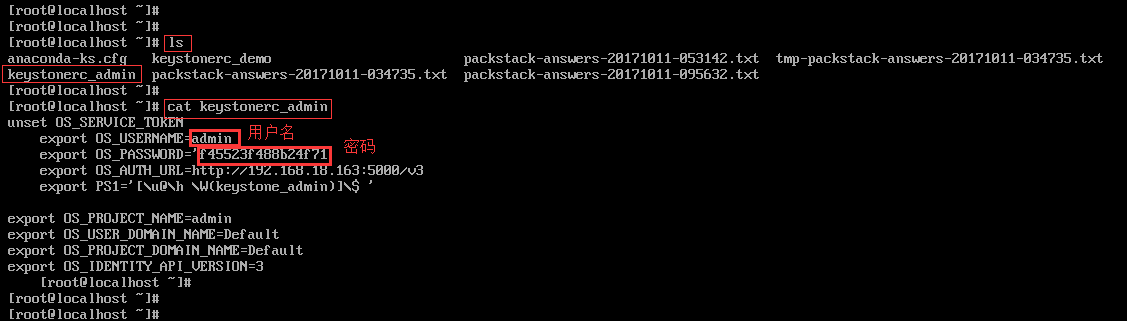 [root@localhost ~]#
[root@localhost ~]#
[root@localhost ~]# ls
anaconda-ks.cfg keystonerc_demo packstack-answers-20171011-053142.txt tmp-packstack-answers-20171011-034735.txt
keystonerc_admin packstack-answers-20171011-034735.txt packstack-answers-20171011-095632.txt
[root@localhost ~]#
[root@localhost ~]# cat keystonerc_admin
unset OS_SERVICE_TOKEN
    export OS_USERNAME=admin 用户名
    export OS_PASSWORD='f45523f488b24f71 密码
    export OS_AUTH_URL=http://192.168.18.163:5000/v3
    export PS1='[\u@\h \W(keystone_admin)]\$ '

export OS_PROJECT_NAME=admin
export OS_USER_DOMAIN_NAME=Default
export OS_PROJECT_DOMAIN_NAME=Default
export OS_IDENTITY_API_VERSION=3
    [root@localhost ~]#
[root@localhost ~]#
[root@localhost ~]#